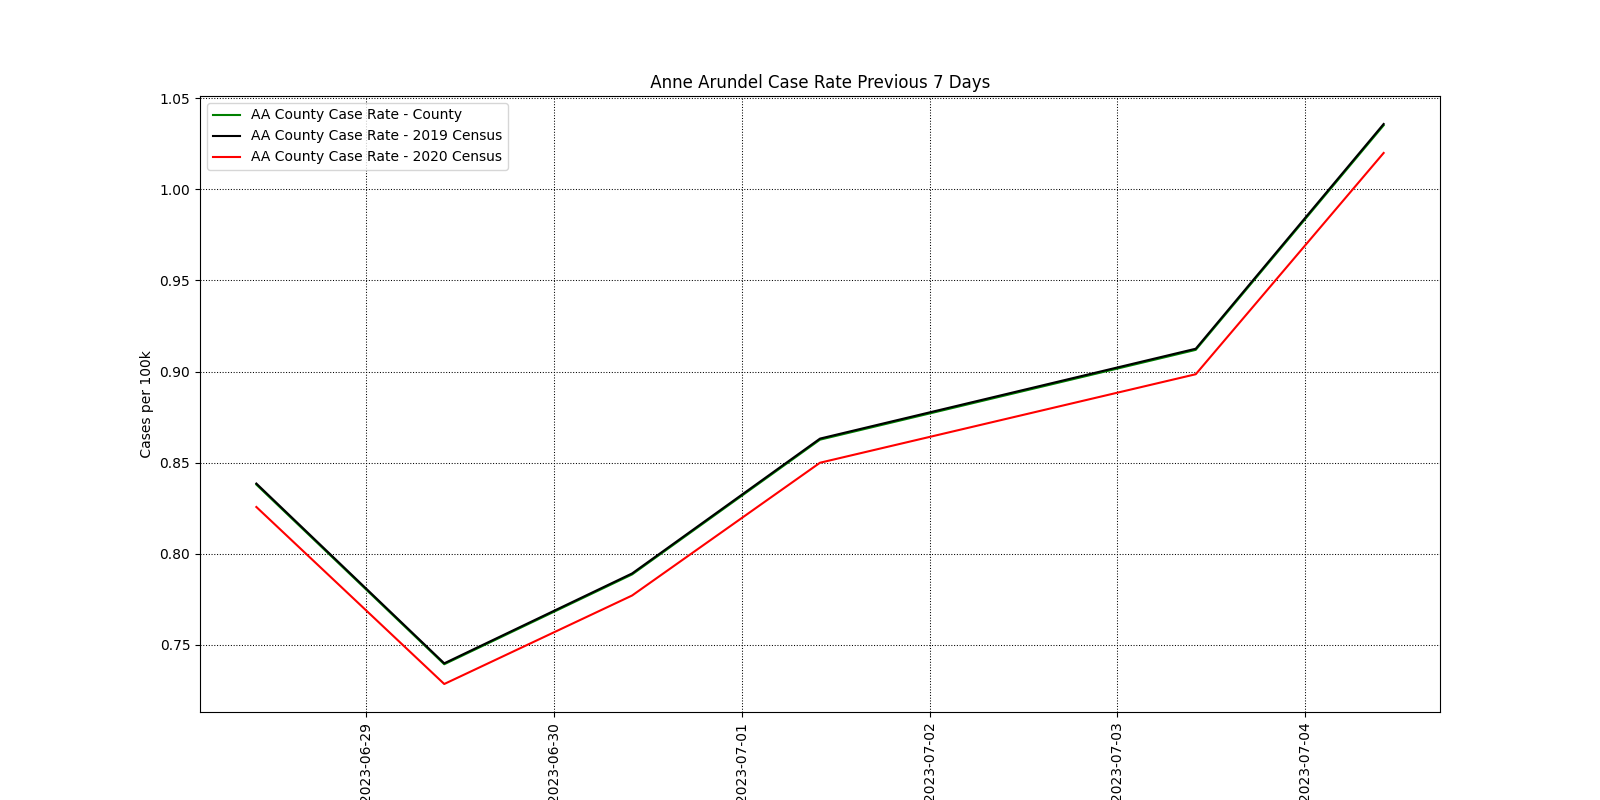 Anne Arundel Case Rate Previous 7 Days
AA County Case Rate - County
AA County Case Rate - 2019 Census
AA County Case Rate - 2020 Census
Cases per 100k
1.05
1.00
0.95
0.90
0.85
0.80
0.75
2023-06-29
2023-06-30
2023-07-01
2023-07-02
2023-07-03
2023-07-04